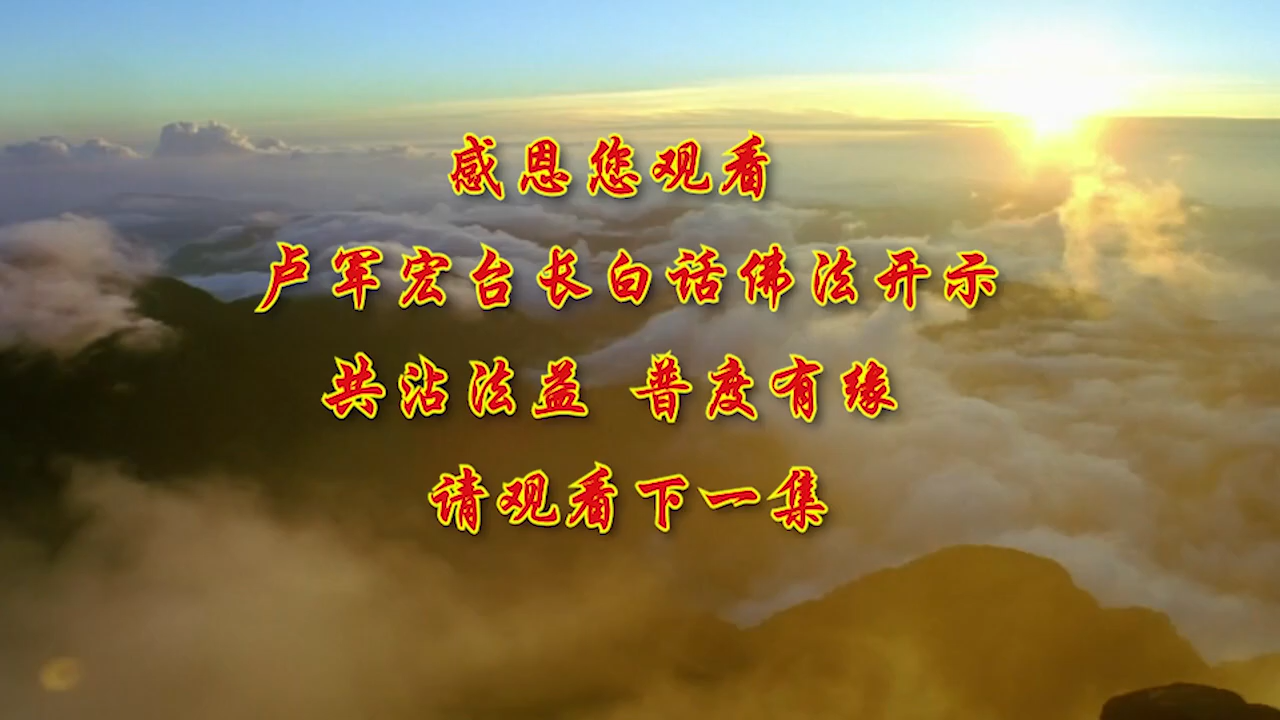 感恩您观看
卢军宏台长白话佛法开示
共沾法益 普度有缘
请观看下一集